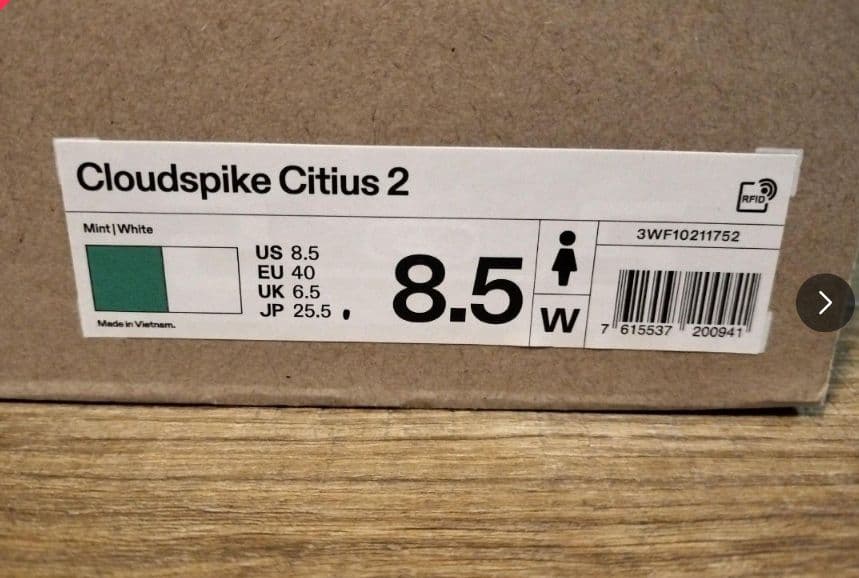 Cloudspike Citius 2
RFID
Mint | White
US 8.5
EU 40
UK 6.5
JP 25.5
Made in Vietnam.
8.5
W
3WF10211752
7 615537 200941